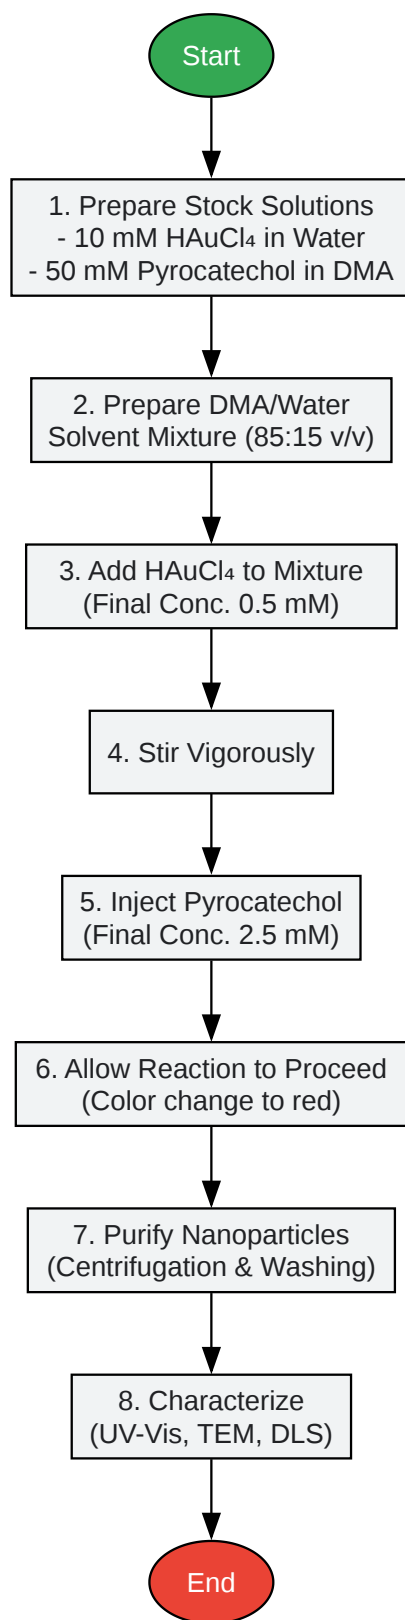 Start
1. Prepare Stock Solutions
- 10 mM HAuCl₄ in Water
- 50 mM Pyrocatechol in DMA
2. Prepare DMA/Water
Solvent Mixture (85:15 v/v)
3. Add HAuCl₄ to Mixture
(Final Conc. 0.5 mM)
4. Stir Vigorously
5. Inject Pyrocatechol
(Final Conc. 2.5 mM)
6. Allow Reaction to Proceed
(Color change to red)
7. Purify Nanoparticles
(Centrifugation & Washing)
8. Characterize
(UV-Vis, TEM, DLS)
End